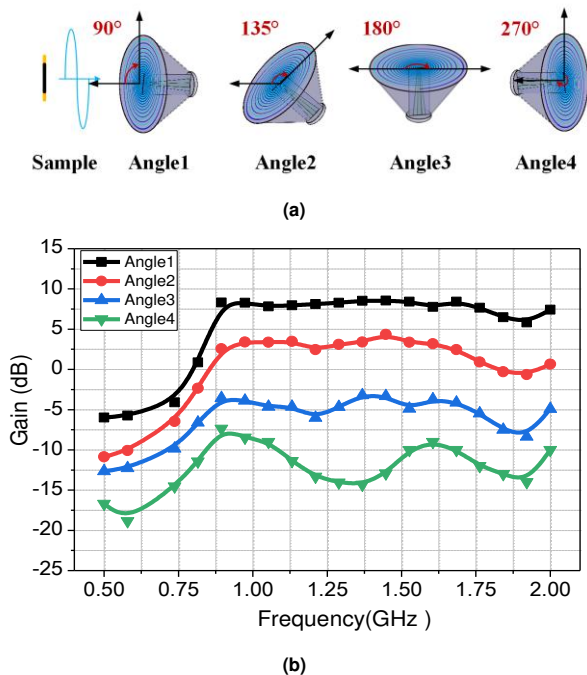 90° 135° 180° 270°
Sample Angle1 Angle2 Angle3 Angle4
(a)
15
10
5
0
-5
-10
-15
-20
-25
Gain (dB)
Angle1
Angle2
Angle3
Angle4
0.50 0.75 1.00 1.25 1.50 1.75 2.00
Frequency(GHz )
(b)